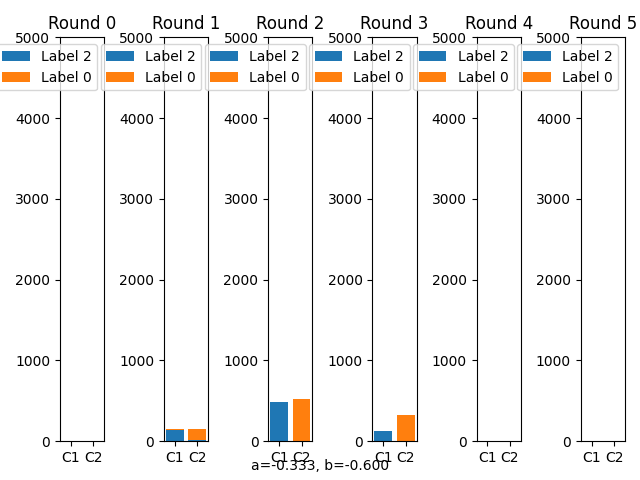 Round 0 Round 1 Round 2 Round 3 Round 4 Round 5
5000 5000 5000 5000 5000 5000
Label 2 Label 2 Label 2 Label 2 Label 2 Label 2
Label 0 Label 0 Label 0 Label 0 Label 0 Label 0
4000 4000 4000 4000 4000 4000
3000 3000 3000 3000 3000 3000
2000 2000 2000 2000 2000 2000
1000 1000 1000 1000 1000 1000
0 0 0 0 0 0
C1 C2 C1 C2 C1 C2 C1 C2 C1 C2 C1 C2
a=-0.333, b=-0.600